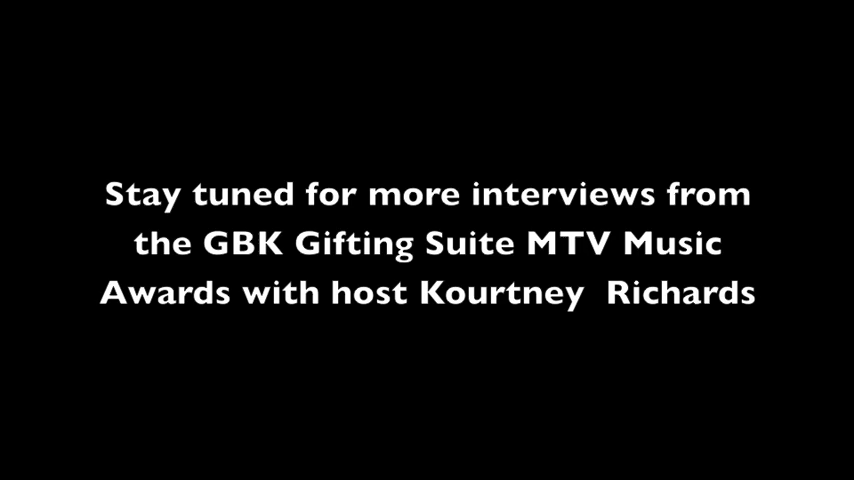 Stay tuned for more interviews from
the GBK Gifting Suite MTV Music
Awards with host Kourtney  Richards